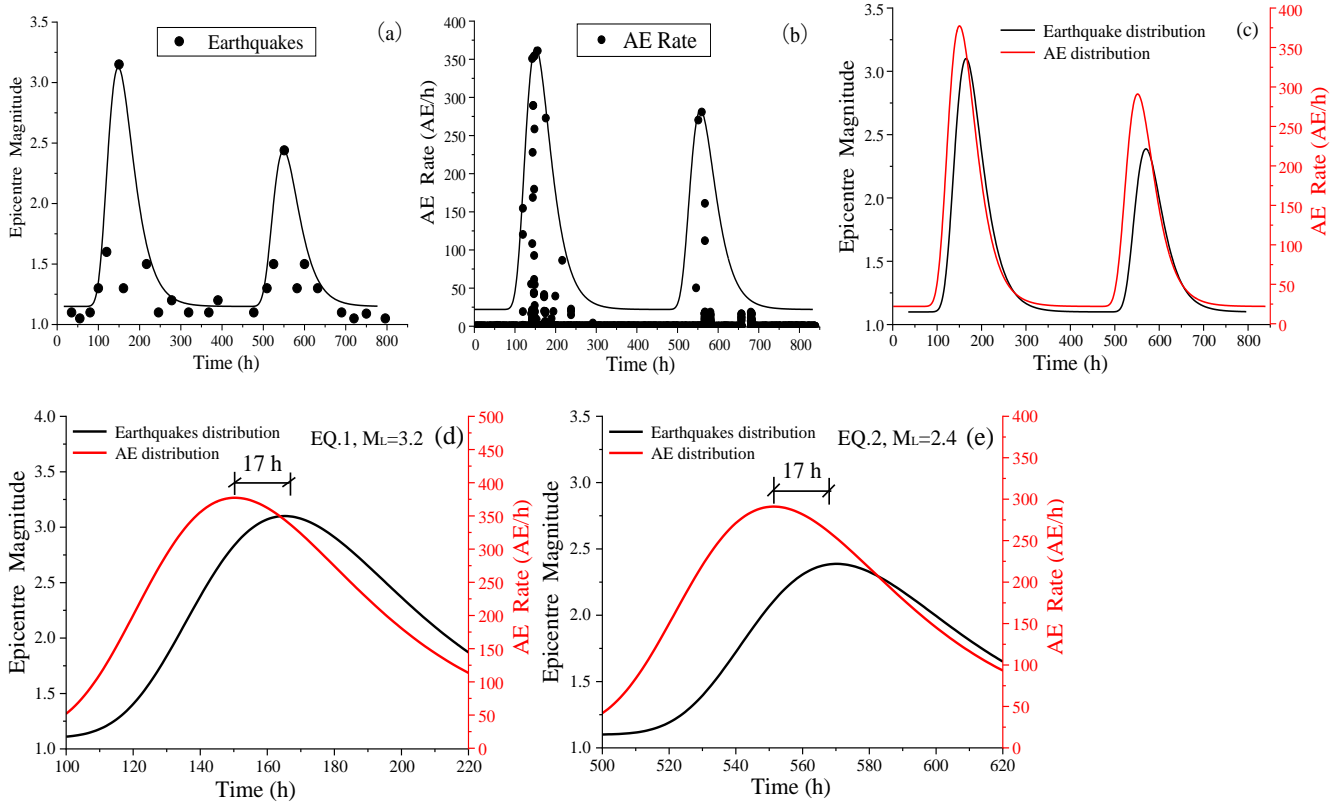 Earthquakes
(a)
3.5
3.0
2.5
2.0
1.5
1.0
Epicentre Magnitude
0 100 200 300 400 500 600 700 800
Time (h)
AE Rate
(b)
400
350
300
250
200
150
100
50
0
AE Rate (AE/h)
0 100 200 300 400 500 600 700 800
Time (h)
Earthquake distribution
AE distribution
(c)
3.5
3.0
2.5
2.0
1.5
1.0
Epicentre Magnitude
400
350
300
250
200
150
100
50
0
AE Rate (AE/h)
0 100 200 300 400 500 600 700 800
Time (h)
Earthquakes distribution
AE distribution
EQ.1, ML=3.2 (d)
17 h
4.0
3.5
3.0
2.5
2.0
1.5
1.0
Epicentre Magnitude
500
450
400
350
300
250
200
150
100
50
0
AE Rate (AE/h)
100 120 140 160 180 200 220
Time (h)
Earthquakes distribution
AE distribution
EQ.2, ML=2.4 (e)
17 h
3.5
3.0
2.5
2.0
1.5
1.0
Epicentre Magnitude
400
350
300
250
200
150
100
50
0
AE Rate (AE/h)
500 520 540 560 580 600 620
Time (h)